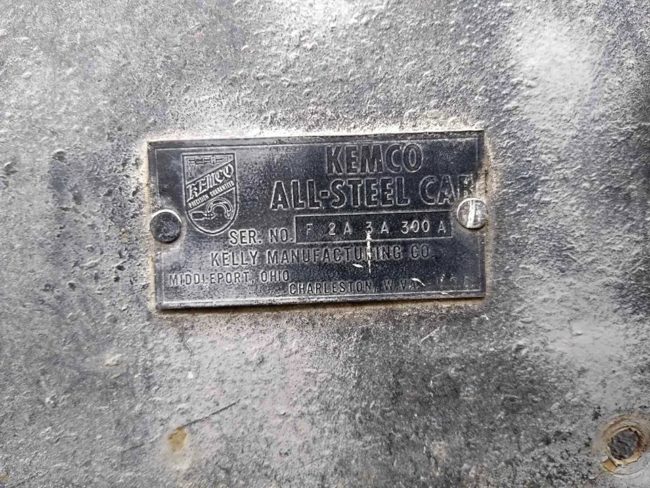 KEMCO
KEMCO
ALL-STEEL CAB
SER. NO. F 2A 3A 300 A
KELLY MANUFACTURING CO.
MIDDLEPORT, OHIO
CHARLESTON, W.VA.